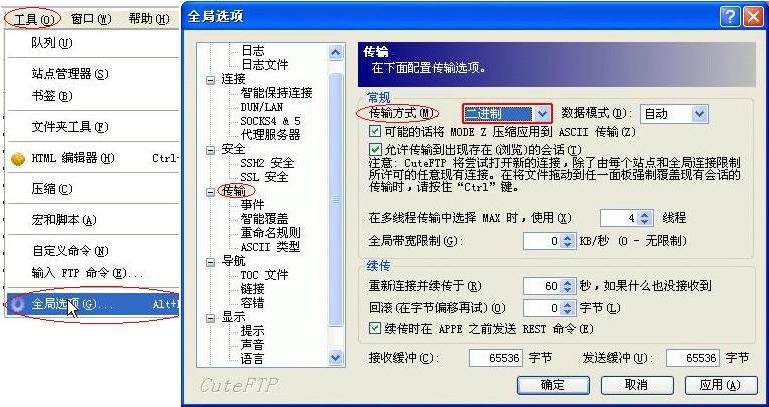 工具(O) 窗口(W) 帮助(H)
队列(U)
站点管理器(S)
书签(B)
文件夹工具(F)
HTML 编辑器(H) Ctrl-
压缩(C)
宏和脚本(A)
自定义命令(N)
输入 FTP 命令(E)...
全局选项(G)... Alt+
全局选项
日志
日志文件
连接
智能保持连接
DUN/LAN
SOCKS4 & 5
代理服务器
安全
SSH2 安全
SSL 安全
传输
事件
智能覆盖
重命名规则
ASCII 类型
导航
TOC 文件
链接
容错
显示
提示
声音
语言
传输
在下面配置传输选项。
常规
传输方式(M) 二进制 数据模式(D): 自动
可能的话将 MODE Z 压缩应用到 ASCII 传输(Z)
允许传输到出现存在(浏览)的会话(T)
注意: CuteFTP 将尝试打开新的连接，除了由每个站点和全局连接限制
所许可的任意现有连接。在将文件拖动到任一面板强制覆盖现有会话的
传输时，请按住“Ctrl”键。
在多线程传输中选择 MAX 时，使用(X) 4 线程
全局带宽限制(G): 0 KB/秒 (0 - 无限制)
续传
重新连接并续传于(R) 60 秒，如果什么也没接收到
回滚(在字节偏移再试)(O) 0 字节(L)
续传时在 APPE 之前发送 REST 命令(E)
接收缓冲(C): 65536 字节 发送缓冲(U): 65536 字节
CuteFTP 确定 取消 应用(A)